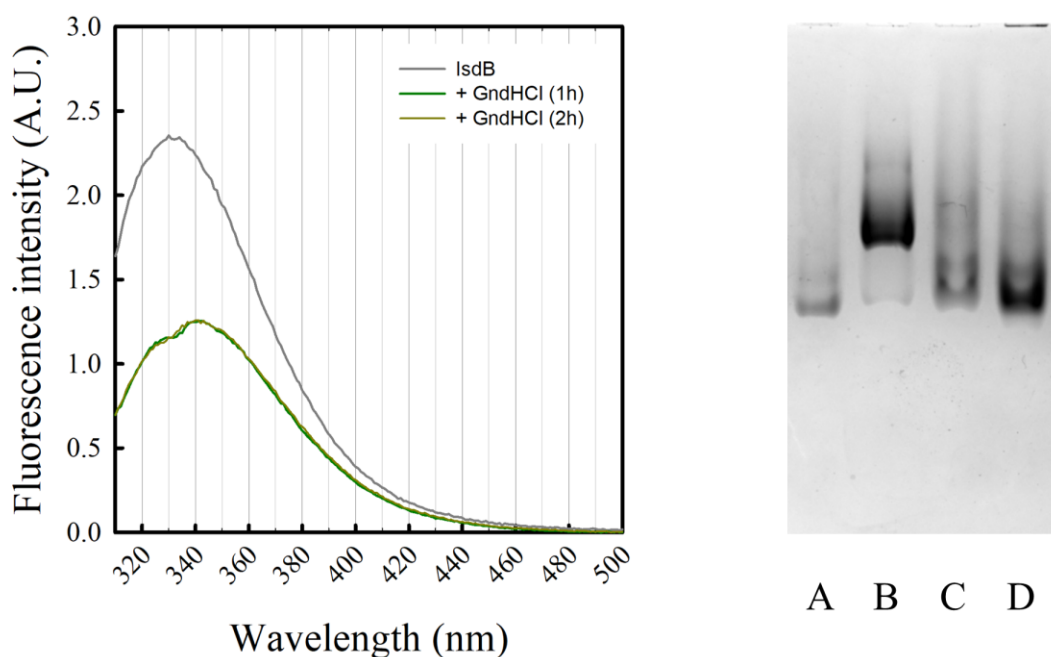 Fluorescence intensity (A.U.)
3.0
2.5
2.0
1.5
1.0
0.5
0.0
IsdB
+ GndHCl (1h)
+ GndHCl (2h)
320 340 360 380 400 420 440 460 480 500
Wavelength (nm)
A B C D